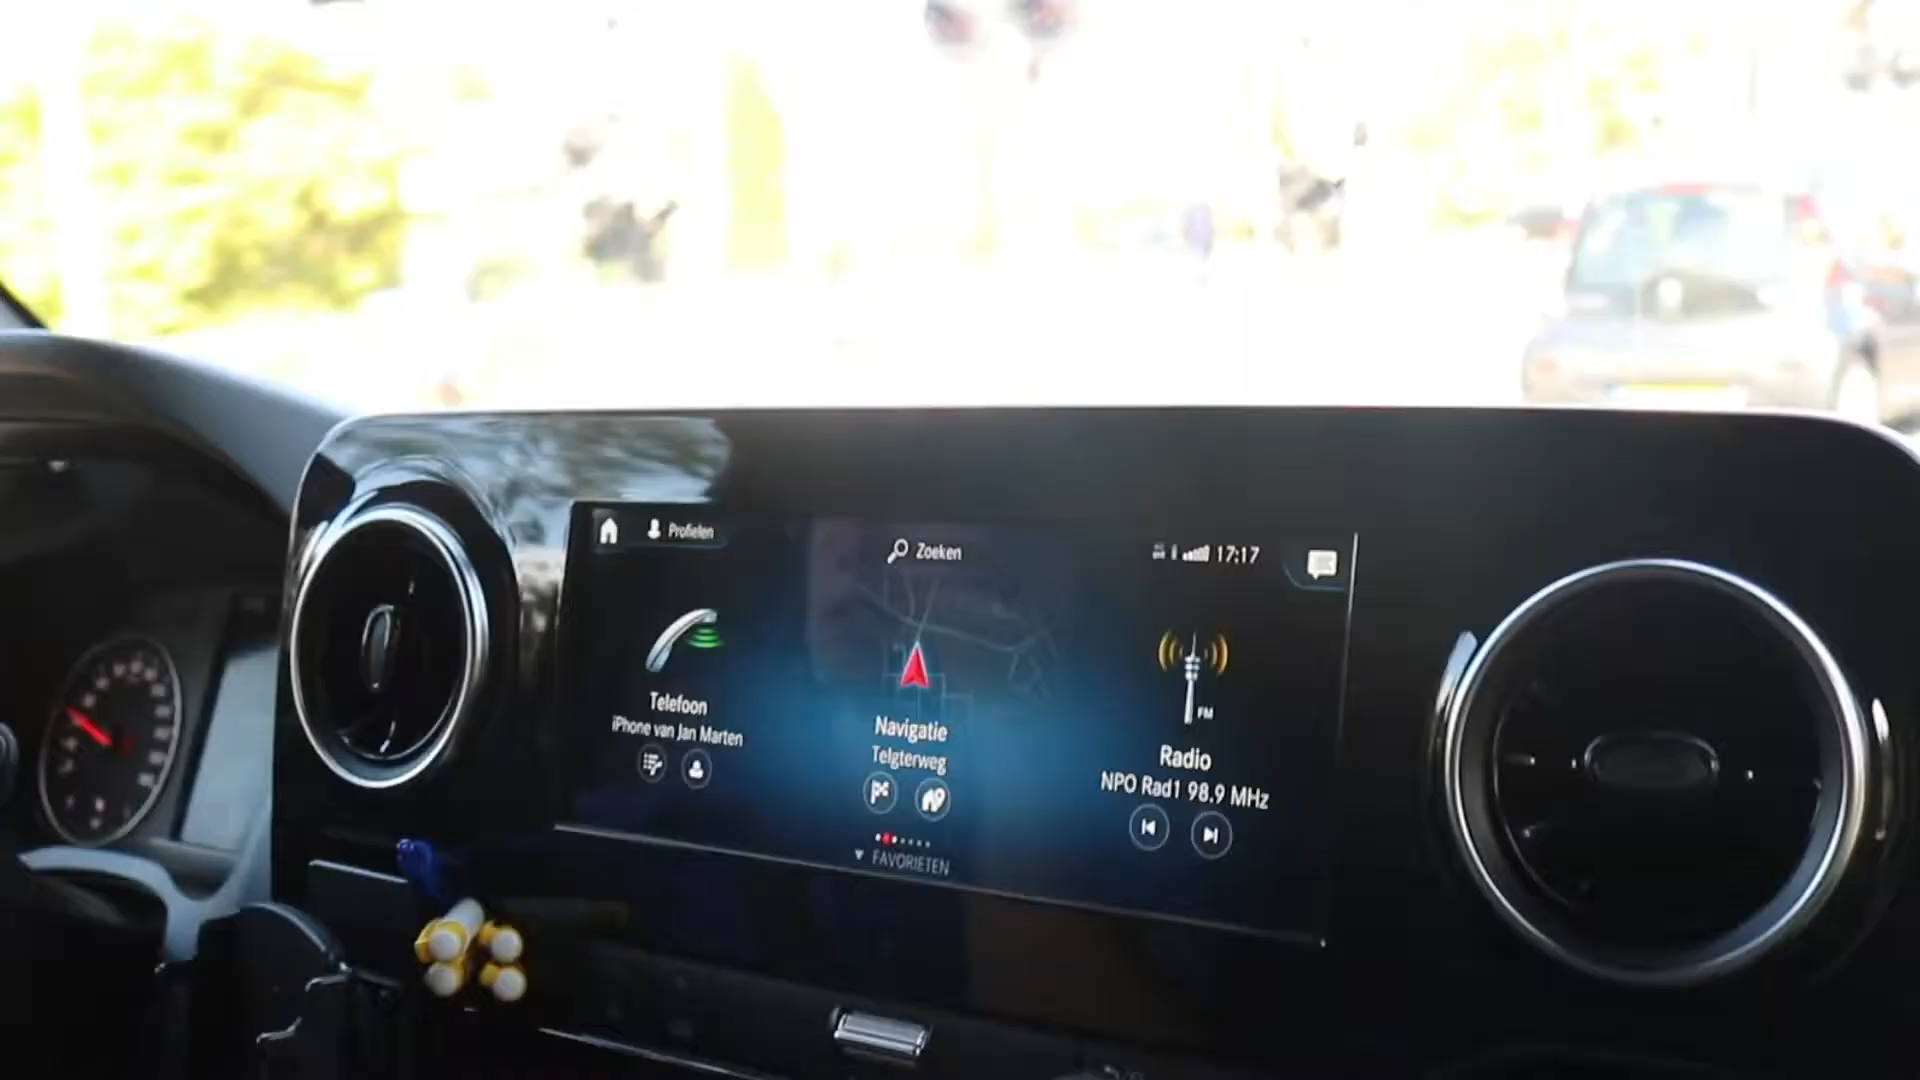 Profielen
Zoeken
17:17
Telefoon
iPhone van Jan Marten
Navigatie
Telgterweg
FM
Radio
NPO Rad1 98.9 MHz
FAVORIETEN